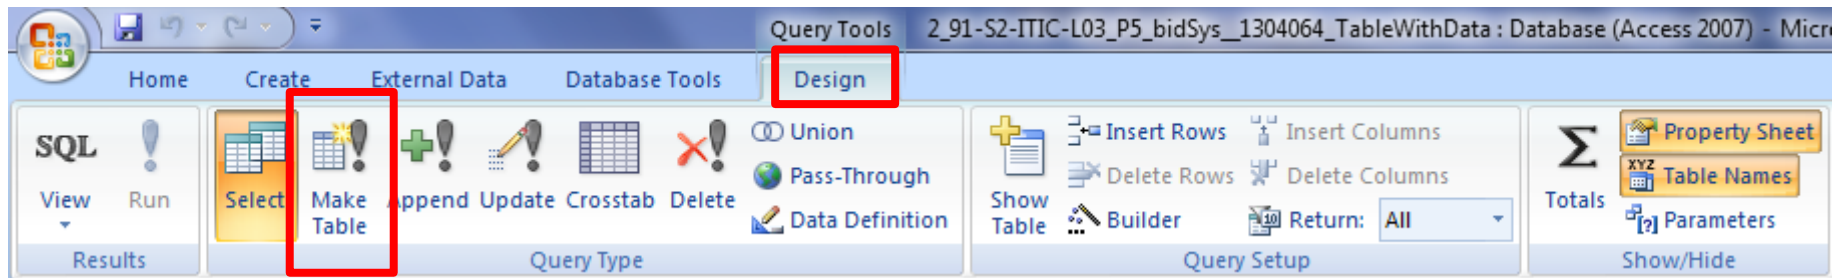 Query Tools 2_91-S2-ITIC-L03_P5_bidSys__1304064_TableWithData : Database (Access 2007) - Micr
Home Create External Data Database Tools Design
SQL
View
Run
Select
Make
Table
Append
Update
Crosstab
Delete
Union
Pass-Through
Data Definition
Show
Table
Insert Rows
Delete Rows
Builder
Insert Columns
Delete Columns
Return: All
Σ
Totals
Property Sheet
XYZ
Table Names
[?] Parameters
Results Query Type Query Setup Show/Hide